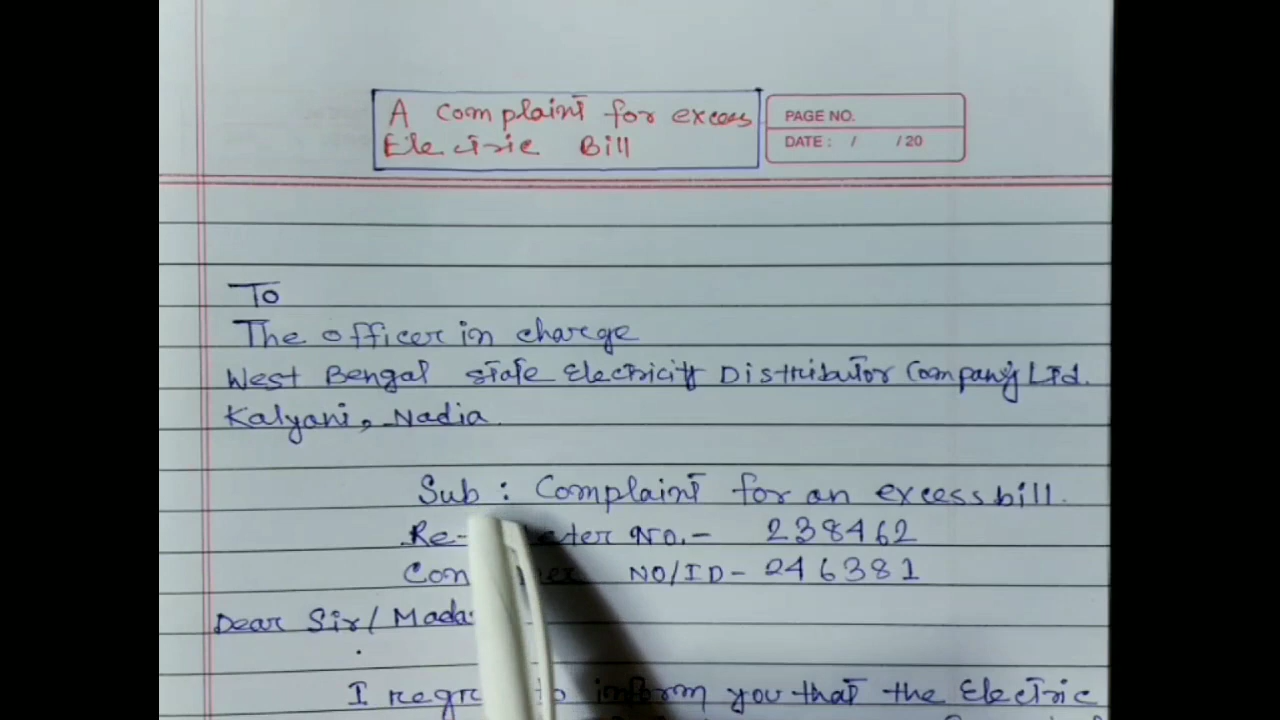 A complaint for excess
Electric Bill
PAGE NO.
DATE : / /20
To
The officer in charge
West Bengal state Electricity Distributor Company Ltd.
Kalyani, Nadia
Sub : Complaint for an excess bill.
Re- NO.- 238462
NO/ID - 246381
Dear Sir/
I to inform you that the Electric